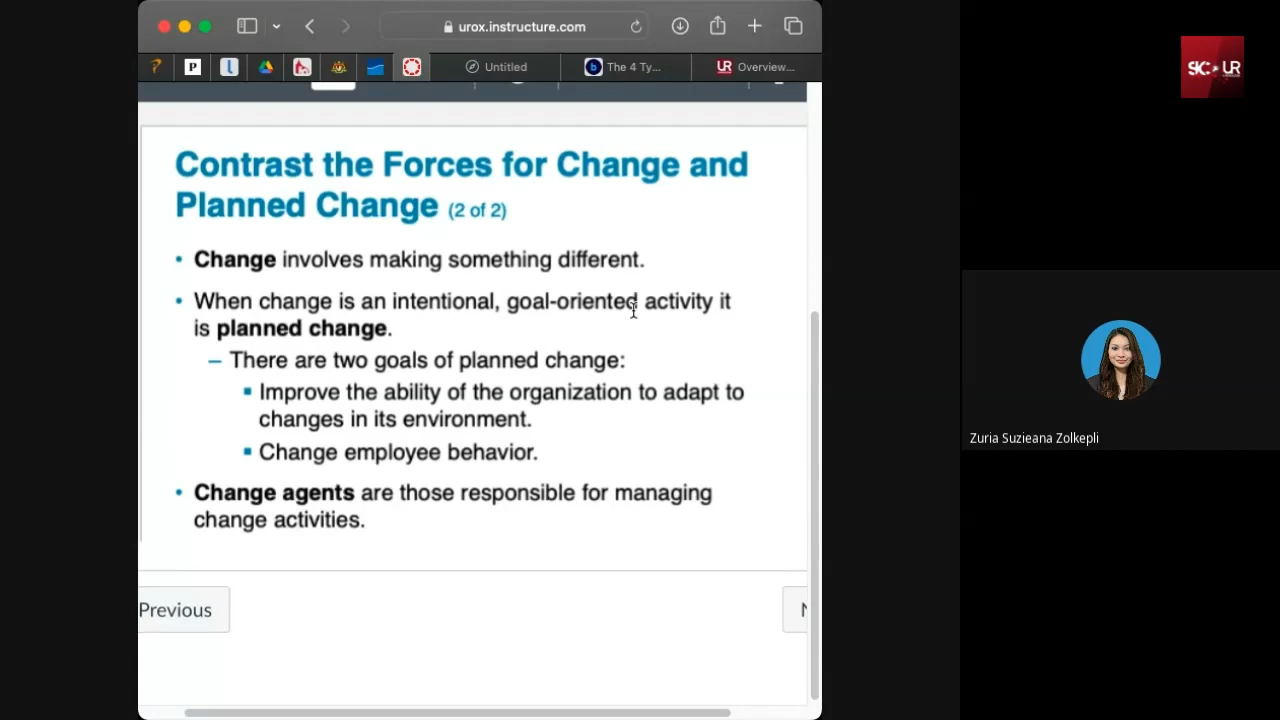 urox.instructure.com
P
Untitled
b
The 4 Ty...
UR
Overview...
Contrast the Forces for Change and
Planned Change (2 of 2)
• Change involves making something different.
• When change is an intentional, goal-oriented activity it
is planned change.
– There are two goals of planned change:
▪ Improve the ability of the organization to adapt to
changes in its environment.
▪ Change employee behavior.
• Change agents are those responsible for managing
change activities.
Previous
N
UR
Zuria Suzieana Zolkepli